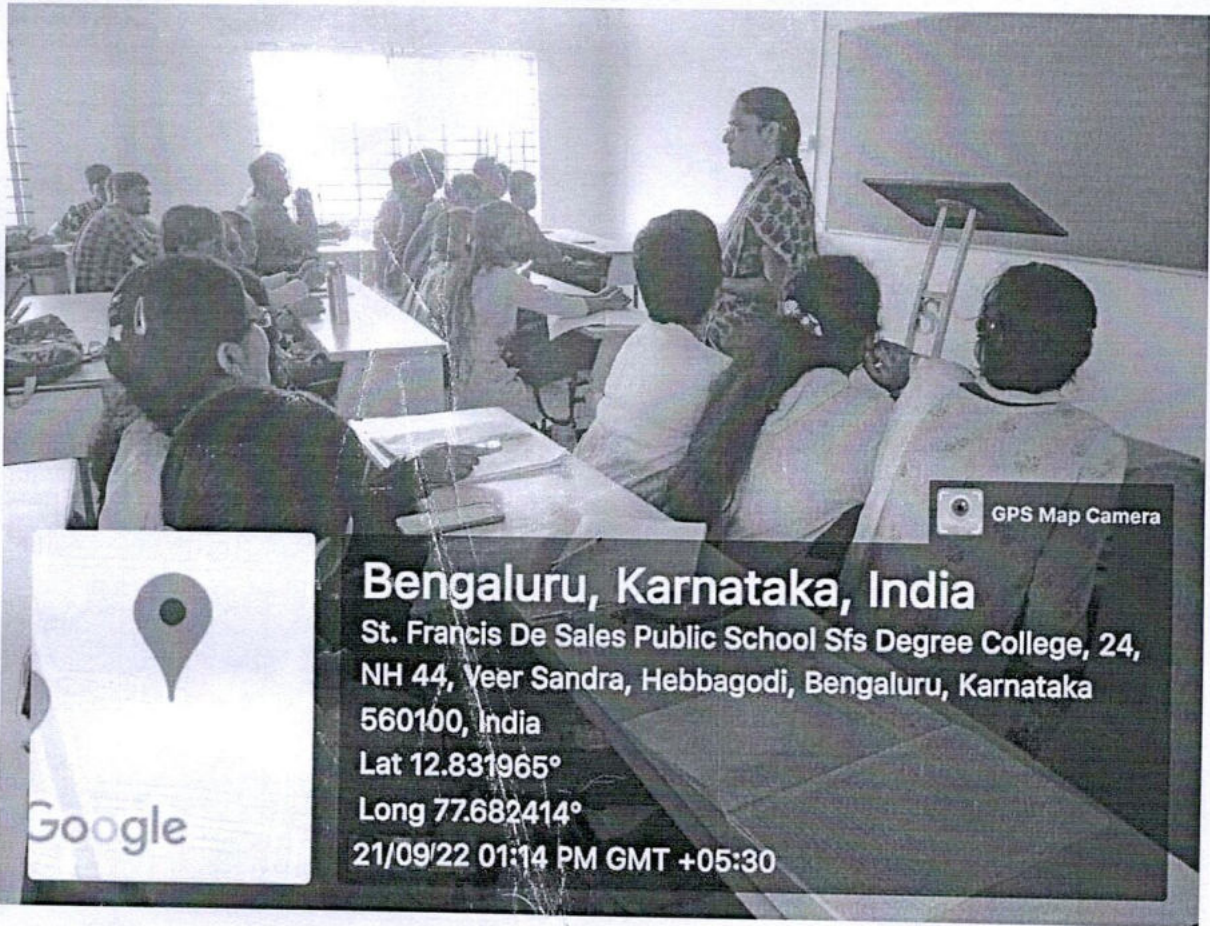 GPS Map Camera
Bengaluru, Karnataka, India
St. Francis De Sales Public School Sfs Degree College, 24,
NH 44, Veer Sandra, Hebbagodi, Bengaluru, Karnataka
560100, India
Lat 12.831965°
Long 77.682414°
21/09/22 01:14 PM GMT +05:30
Google